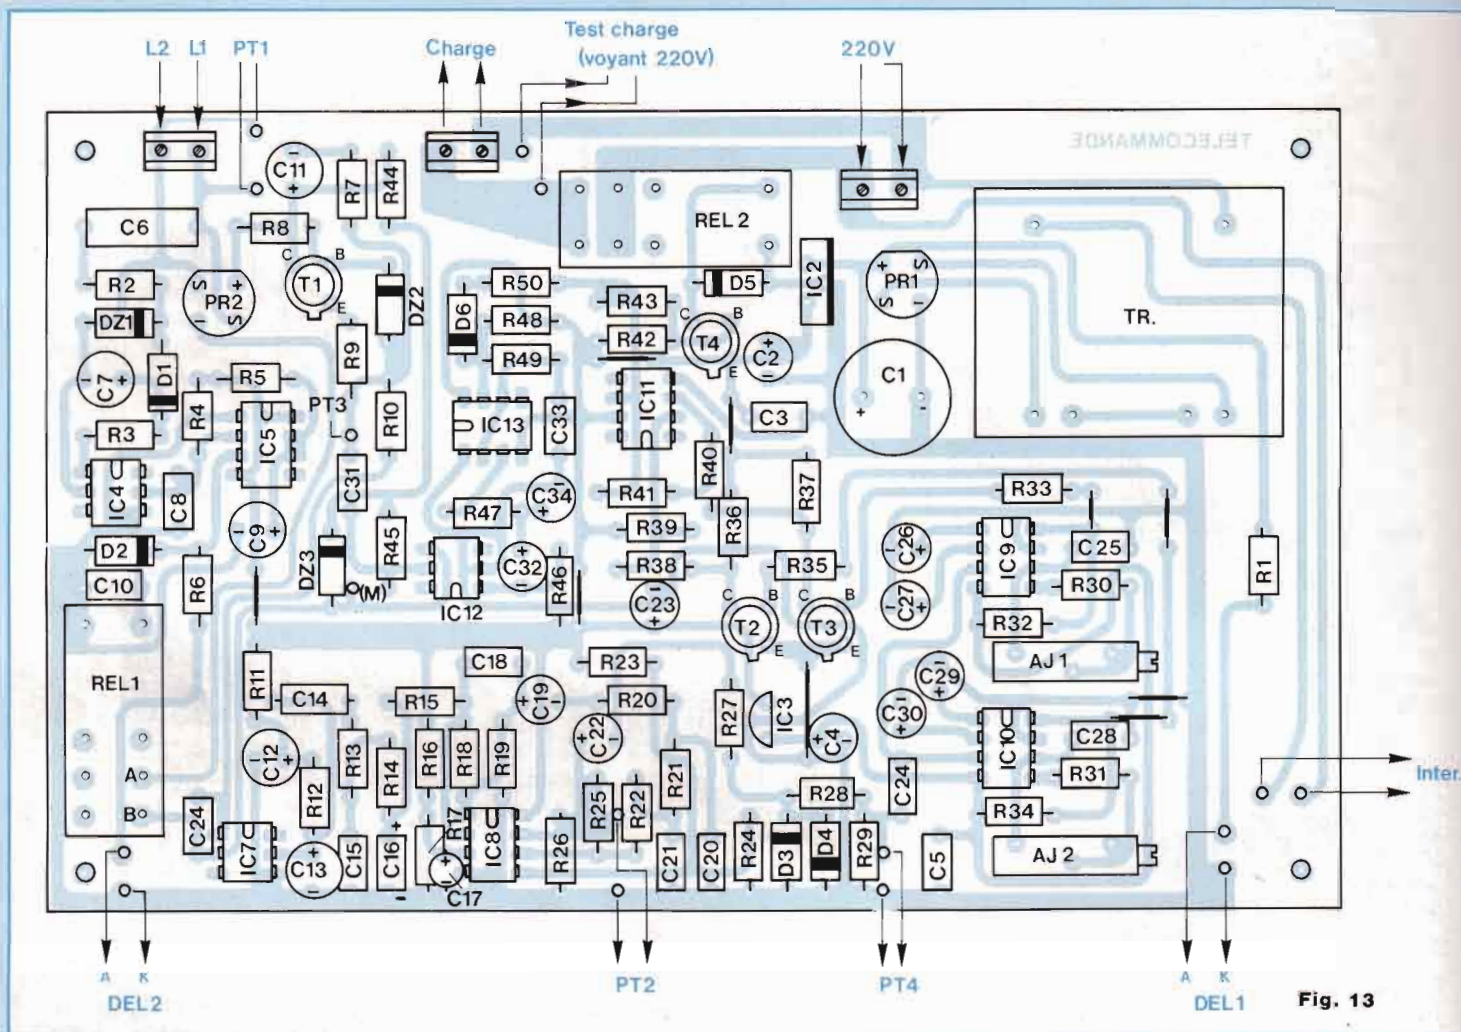 Test charge
L2 L1 PT1 Charge (voyant 220V) 220V
TELECOMMANDE
C11 R7 R44
C6 R8 REL 2
C B
R2 PR2 S + S - T1 E DZ2 D6 R50 R43 D5 IC2 PR1 + S S - TR.
DZ1 R48 R42 C B T4 E C2 + -
C7 - + D1 R5 R9 R49 C1 + -
R4 PT3 R10 IC13 C33 IC11 C3
R3 IC5
IC4 C8 C31 R47 C34 + - R41 R40 R36 R37 R33
C9 - + R45 R39 C26 - + IC9 C25
D2 DZ3 C32 + - R46 R38 R35 R1
C10 R6 (M) IC12 C23 - + C B C B C27 - + R30
T2 E T3 E R32
REL1 R11 C18 R23 C29 - + AJ 1
C14 R15 C19 + - R20 R27 IC3 C30 - +
C12 - + R13 R16 R18 R19 C22 + - C4 + - IC10 C28
A R14 R21 C24 R31 Inter.
B R12 R25 R22 R28 R34
C24 IC7 C13 + - C15 C16 + - R17 + IC8 R26 C21 C20 R24 D3 D4 R29 C5 AJ 2
C17
A K PT2 PT4 A K
DEL2 DEL1 Fig. 13